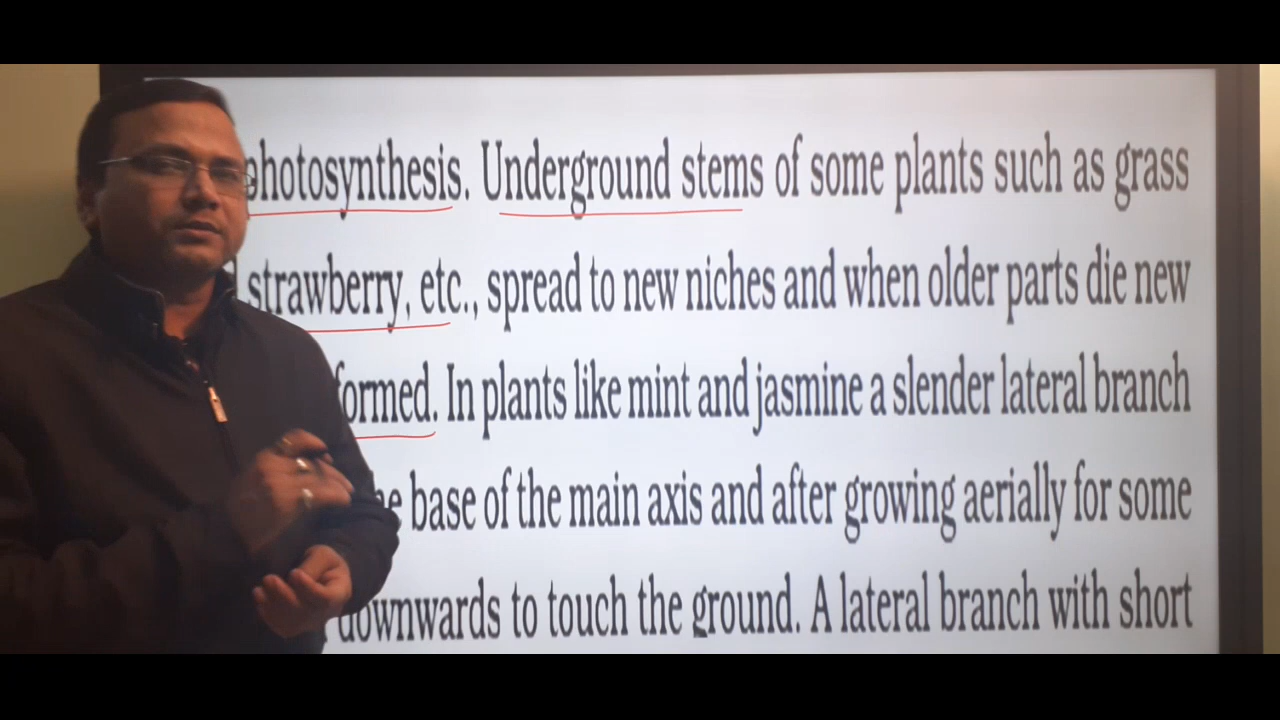 photosynthesis. Underground stems of some plants such as grass
strawberry, etc., spread to new niches and when older parts die new
formed. In plants like mint and jasmine a slender lateral branch
base of the main axis and after growing aerially for some
downwards to touch the ground. A lateral branch with short